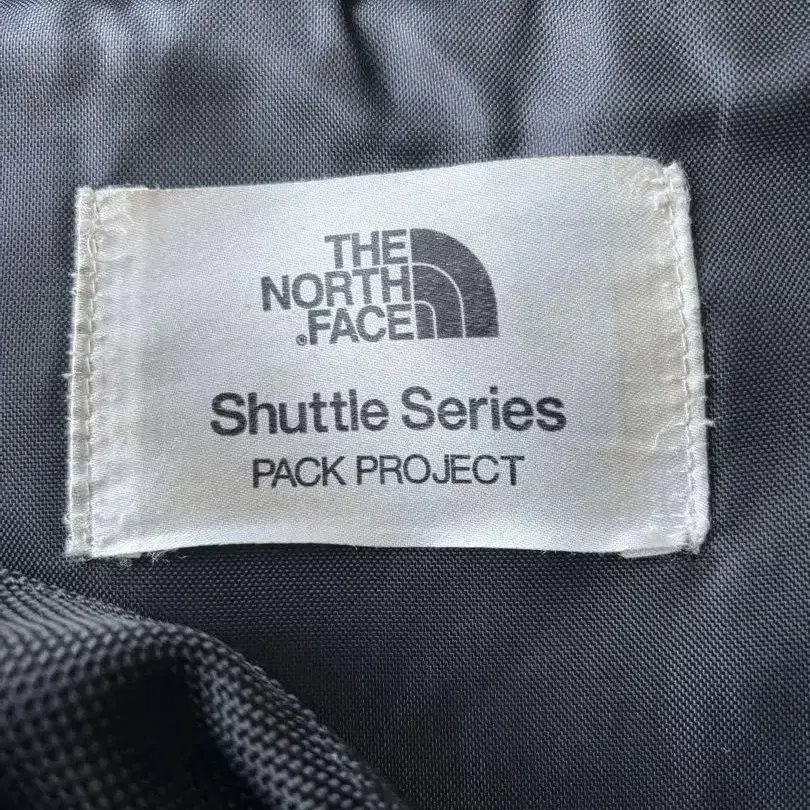 THE
NORTH
®FACE
Shuttle Series
PACK PROJECT